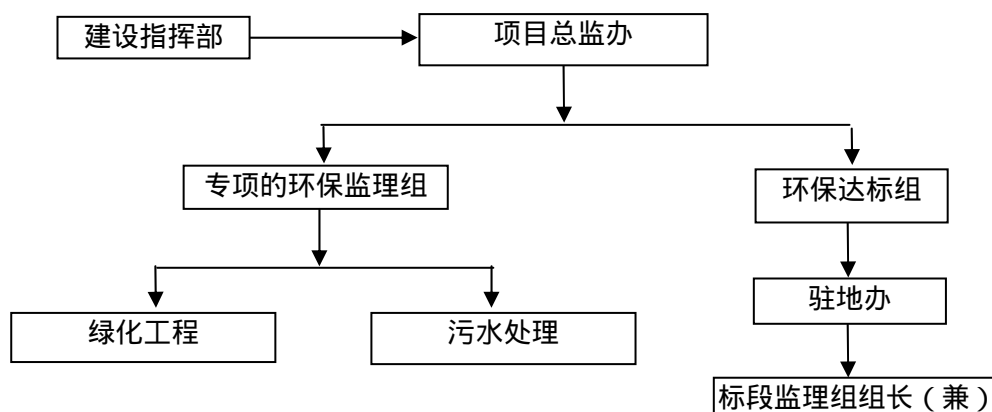 建设指挥部
项目总监办
专项的环保监理组
环保达标组
绿化工程
污水处理
驻地办
标段监理组组长（兼）